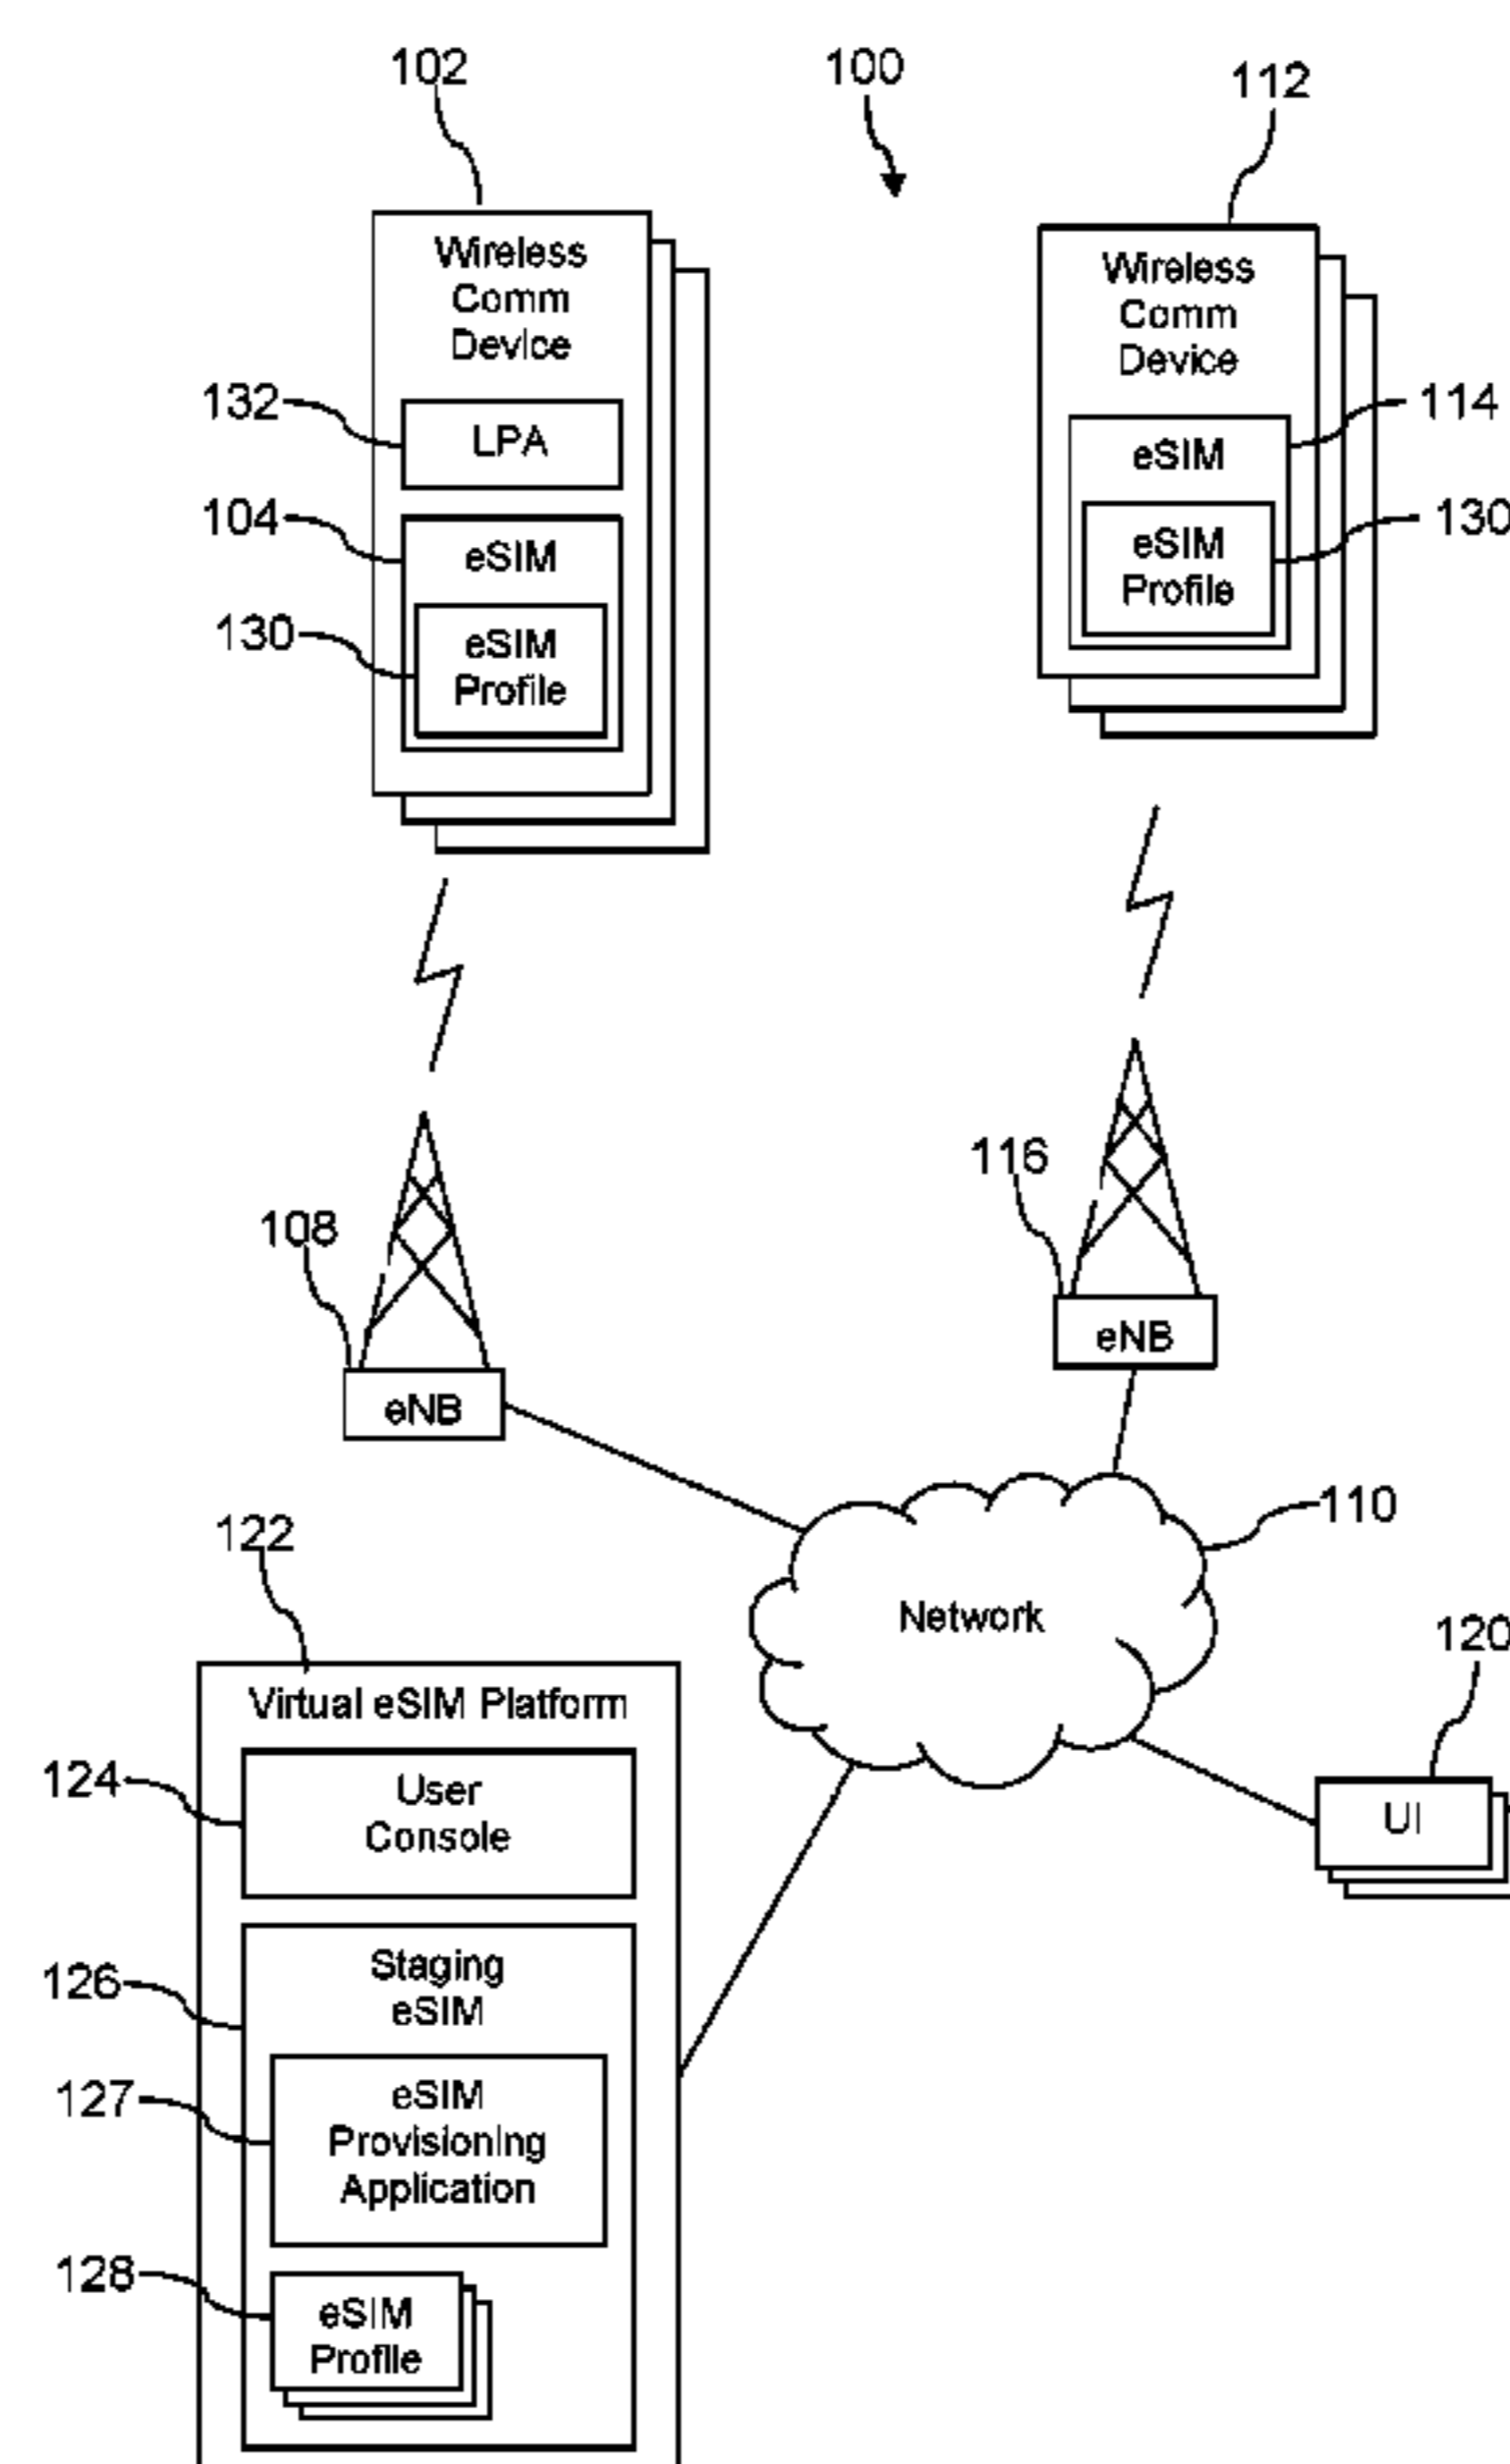 102
100
112
Wireless
Comm
Device
Wireless
Comm
Device
132
LPA
114
eSIM
104
eSIM
130
eSIM
Profile
130
eSIM
Profile
116
108
eNB
eNB
122
110
Network
120
Virtual eSIM Platform
124
User
Console
UI
126
Staging
eSIM
127
eSIM
Provisioning
Application
128
eSIM
Profile